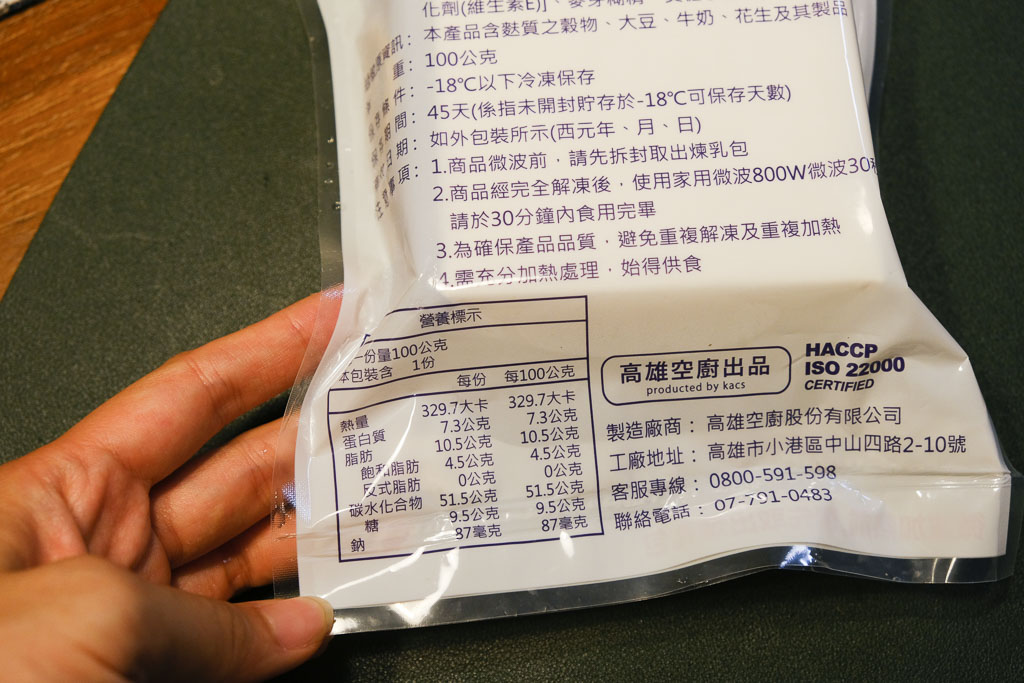 化劑(維生素E)]、麥芽糊精、
訊：本產品含麩質之穀物、大豆、牛奶、花生及其製品
重：100公克
條件：-18℃以下冷凍保存
期間：45天(係指未開封貯存於-18℃可保存天數)
日期：如外包裝所示(西元年、月、日)
注意事項：1.商品微波前，請先拆封取出煉乳包
2.商品經完全解凍後，使用家用微波800W微波30秒
請於30分鐘內食用完畢
3.為確保產品品質，避免重複解凍及重複加熱
4.需充分加熱處理，始得供食
營養標示
一份量100公克
本包裝含 1份
每份 每100公克
熱量 329.7大卡 329.7大卡
蛋白質 7.3公克 7.3公克
脂肪 10.5公克 10.5公克
飽和脂肪 4.5公克 4.5公克
反式脂肪 0公克 0公克
碳水化合物 51.5公克 51.5公克
糖 9.5公克 9.5公克
鈉 87毫克 87毫克
高雄空廚出品
producted by kacs
HACCP
ISO 22000
CERTIFIED
製造廠商：高雄空廚股份有限公司
工廠地址：高雄市小港區中山四路2-10號
客服專線：0800-591-598
聯絡電話：07-791-0483